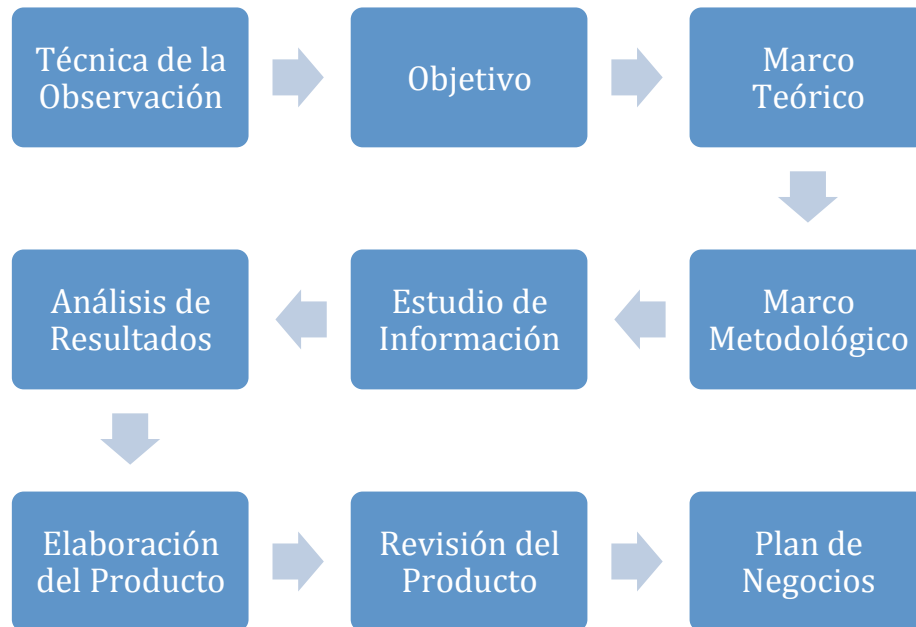 Técnica de la
Observación
Objetivo
Marco
Teórico
Marco
Metodológico
Estudio de
Información
Análisis de
Resultados
Elaboración
del Producto
Revisión del
Producto
Plan de
Negocios